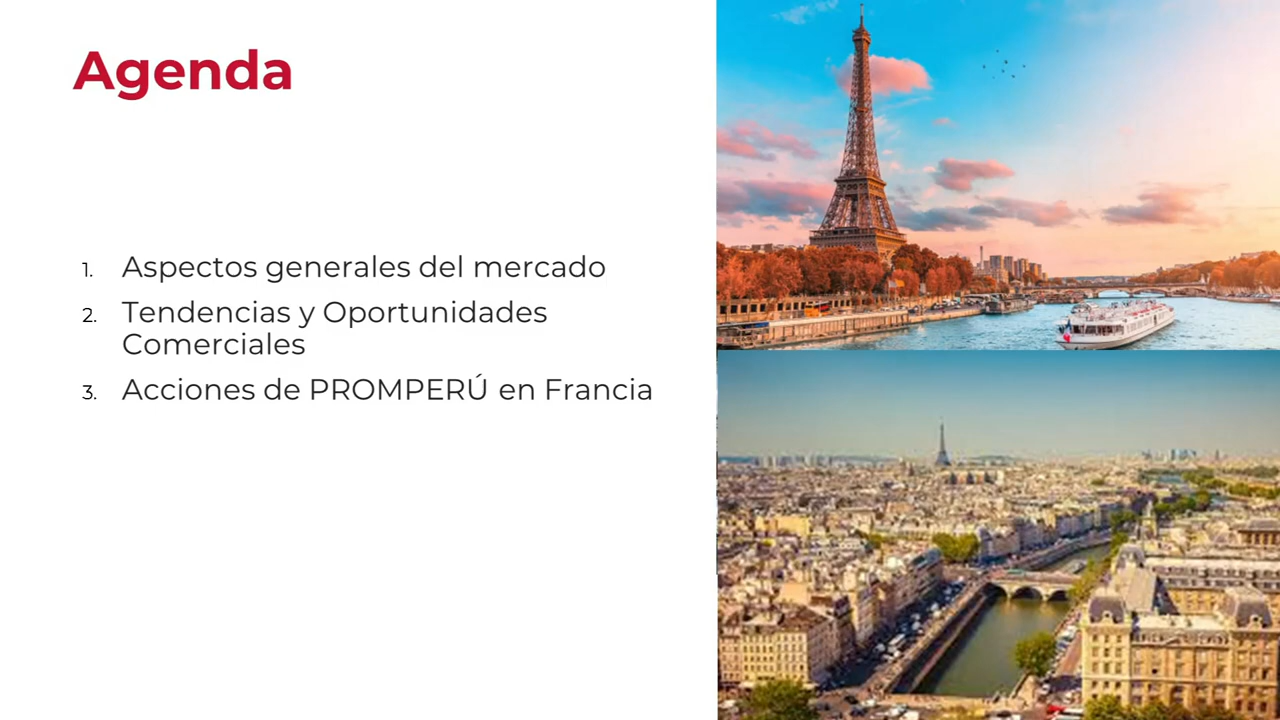 Agenda
1. Aspectos generales del mercado
2. Tendencias y Oportunidades
Comerciales
3. Acciones de PROMPERÚ en Francia